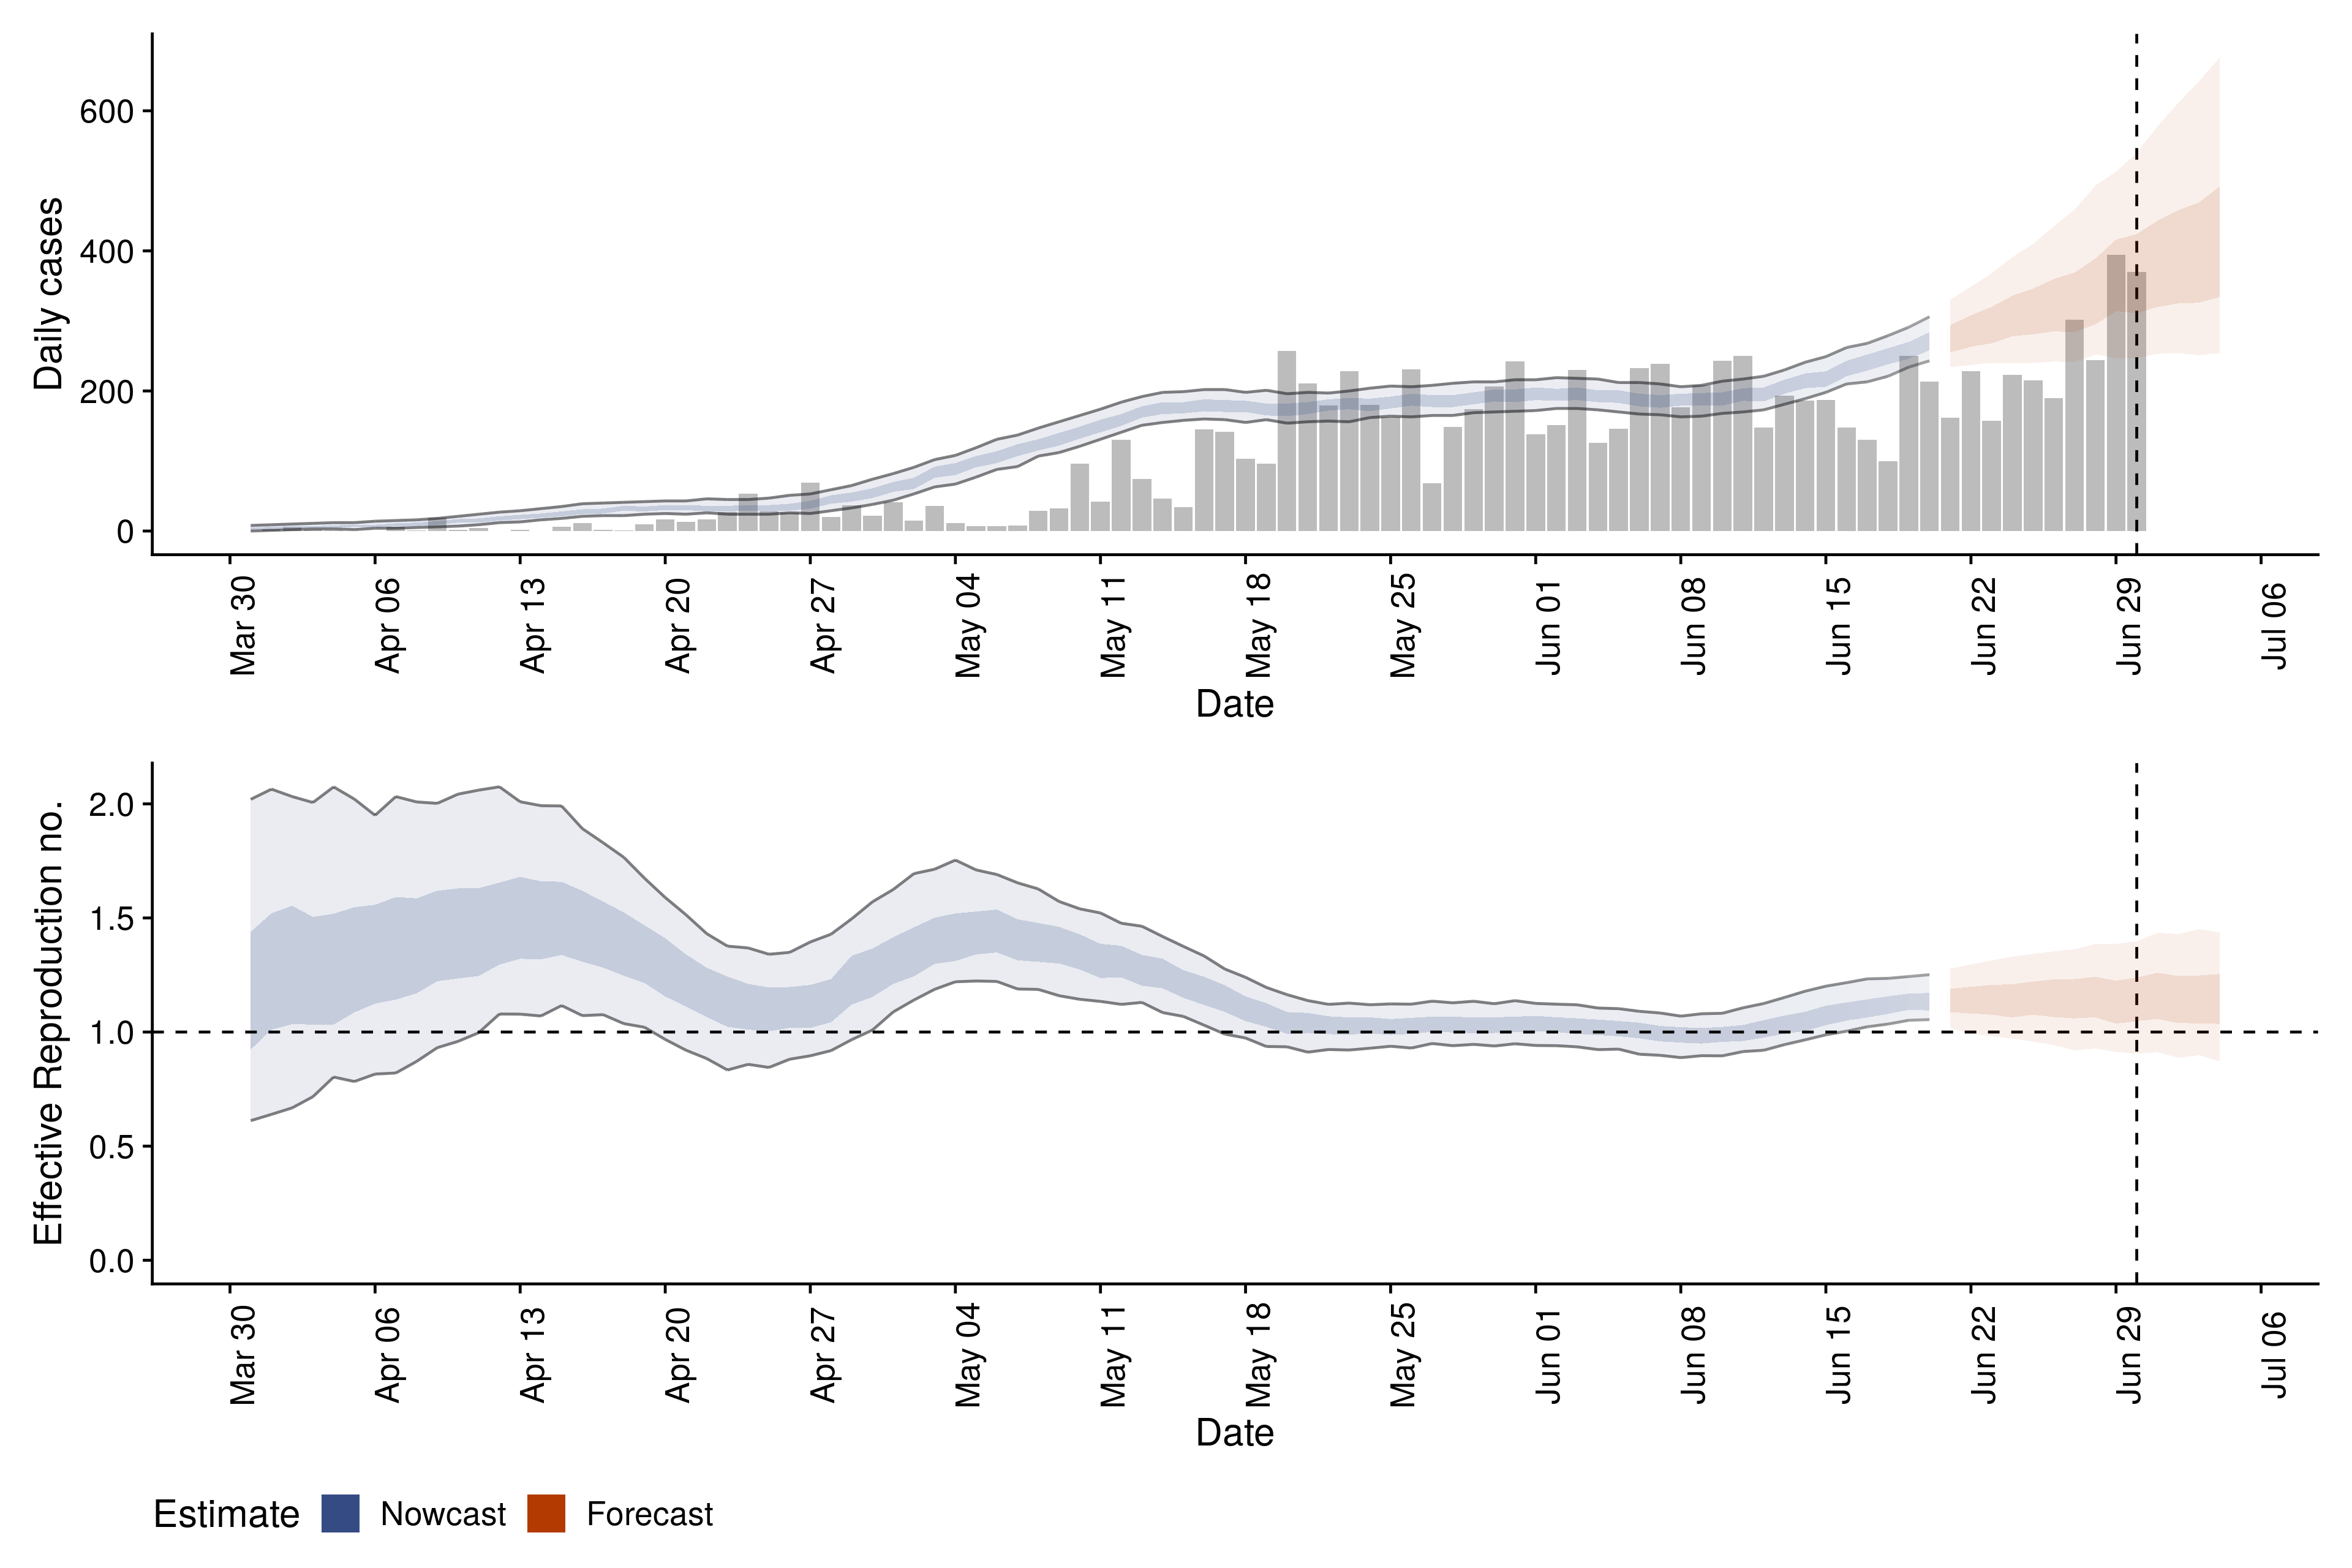 Daily cases
600
400
200
0
Mar 30
Apr 06
Apr 13
Apr 20
Apr 27
May 04
May 11
May 18
May 25
Jun 01
Jun 08
Jun 15
Jun 22
Jun 29
Jul 06
Date
Effective Reproduction no.
2.0
1.5
1.0
0.5
0.0
Mar 30
Apr 06
Apr 13
Apr 20
Apr 27
May 04
May 11
May 18
May 25
Jun 01
Jun 08
Jun 15
Jun 22
Jun 29
Jul 06
Date
Estimate Nowcast Forecast